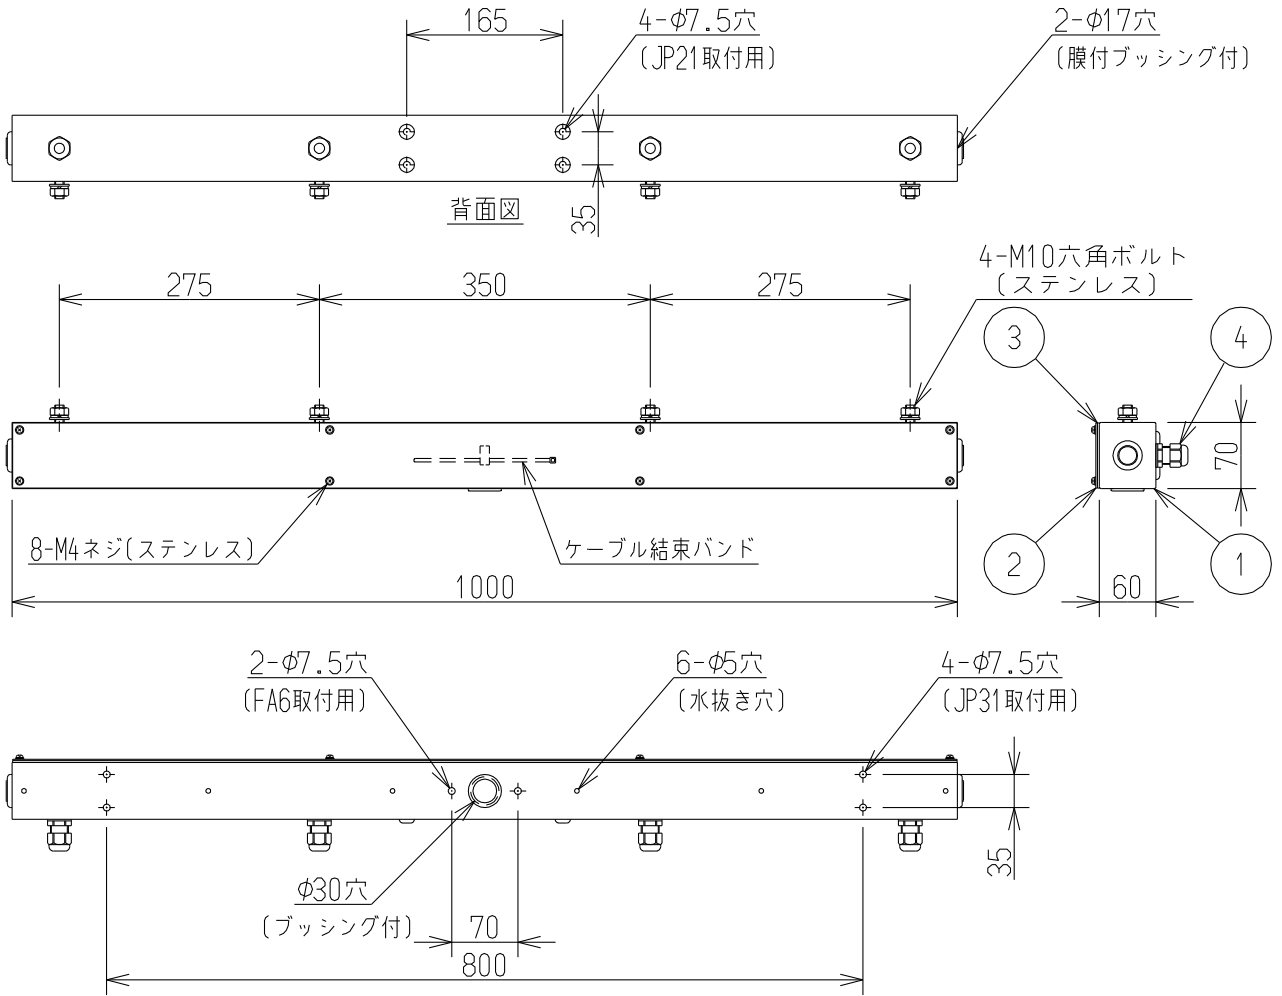 165
4-φ7.5穴
(JP21取付用)
2-φ17穴
(膜付ブッシング付)
背面図
35
275
350
275
4-M10六角ボルト
(ステンレス)
3
4
70
8-M4ネジ(ステンレス)
ケーブル結束バンド
2
1
1000
60
2-φ7.5穴
(FA6取付用)
6-φ5穴
(水抜き穴)
4-φ7.5穴
(JP31取付用)
35
φ30穴
(ブッシング付)
70
800